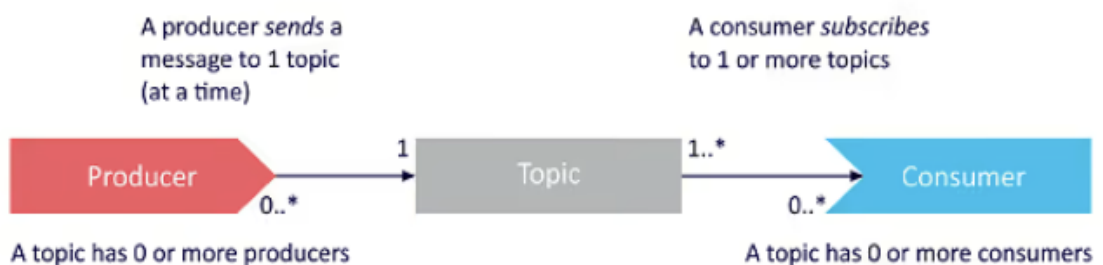 A producer sends a
message to 1 topic
(at a time)
A consumer subscribes
to 1 or more topics
Producer
0..*
1
Topic
1..*
0..*
Consumer
A topic has 0 or more producers
A topic has 0 or more consumers